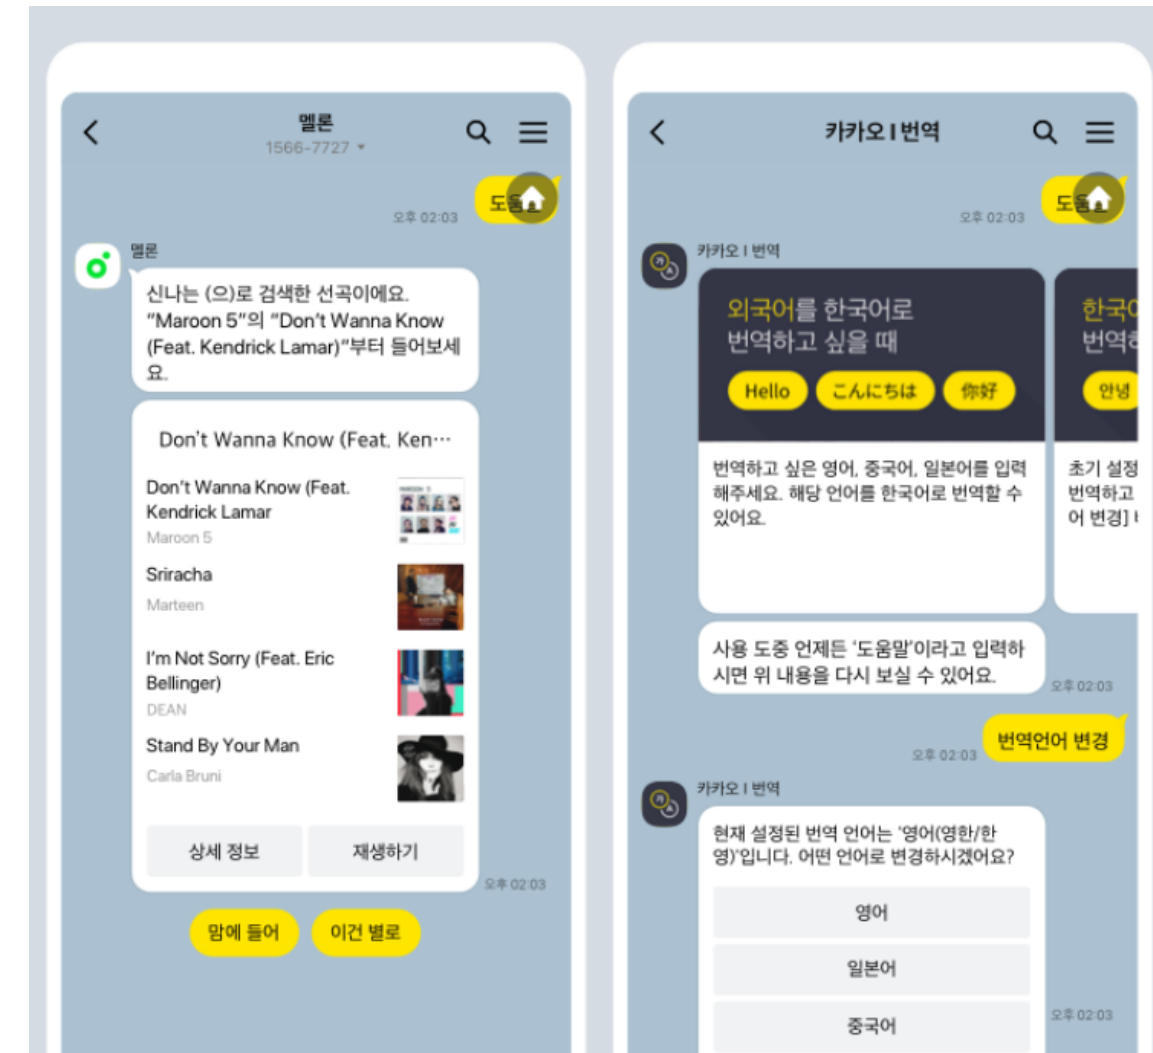 멜론
1566-7727
오후 02:03
멜론
신나는 (으)로 검색한 선곡이에요.
"Maroon 5"의 "Don't Wanna Know
(Feat. Kendrick Lamar)"부터 들어보세
요.
Don't Wanna Know (Feat. Ken···
Don't Wanna Know (Feat.
Kendrick Lamar
Maroon 5
Sriracha
Marteen
I'm Not Sorry (Feat. Eric
Bellinger)
DEAN
Stand By Your Man
Carla Bruni
상세 정보
재생하기
오후 02:03
맘에 들어
이건 별로
카카오 I 번역
오후 02:03
카카오 I 번역
외국어를 한국어로
번역하고 싶을 때
Hello
こんにちは
你好
번역하고 싶은 영어, 중국어, 일본어를 입력
해주세요. 해당 언어를 한국어로 번역할 수
있어요.
안녕
초기 설정
번역하고
어 변경]
사용 도중 언제든 '도움말'이라고 입력하
시면 위 내용을 다시 보실 수 있어요.
오후 02:03
번역언어 변경
오후 02:03
카카오 I 번역
현재 설정된 번역 언어는 '영어(영한/한
영)'입니다. 어떤 언어로 변경하시겠어요?
영어
일본어
중국어
오후 02:03